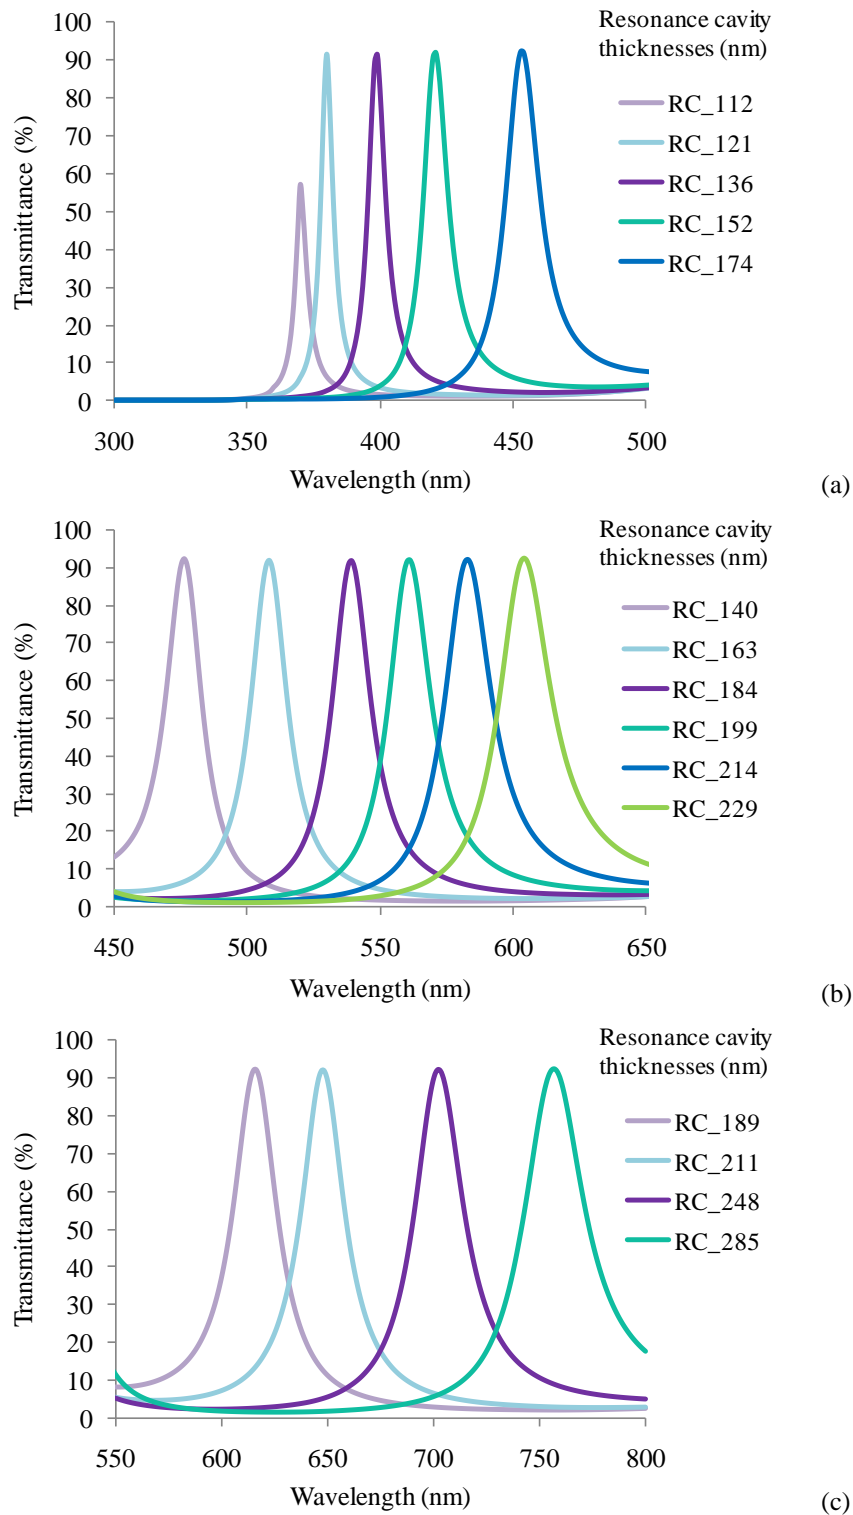 Resonance cavity
thicknesses (nm)
RC_112
RC_121
RC_136
RC_152
RC_174
Transmittance (%)
100
90
80
70
60
50
40
30
20
10
0
300 350 400 450 500
Wavelength (nm)
(a)
Resonance cavity
thicknesses (nm)
RC_140
RC_163
RC_184
RC_199
RC_214
RC_229
Transmittance (%)
100
90
80
70
60
50
40
30
20
10
0
450 500 550 600 650
Wavelength (nm)
(b)
Resonance cavity
thicknesses (nm)
RC_189
RC_211
RC_248
RC_285
Transmittance (%)
100
90
80
70
60
50
40
30
20
10
0
550 600 650 700 750 800
Wavelength (nm)
(c)